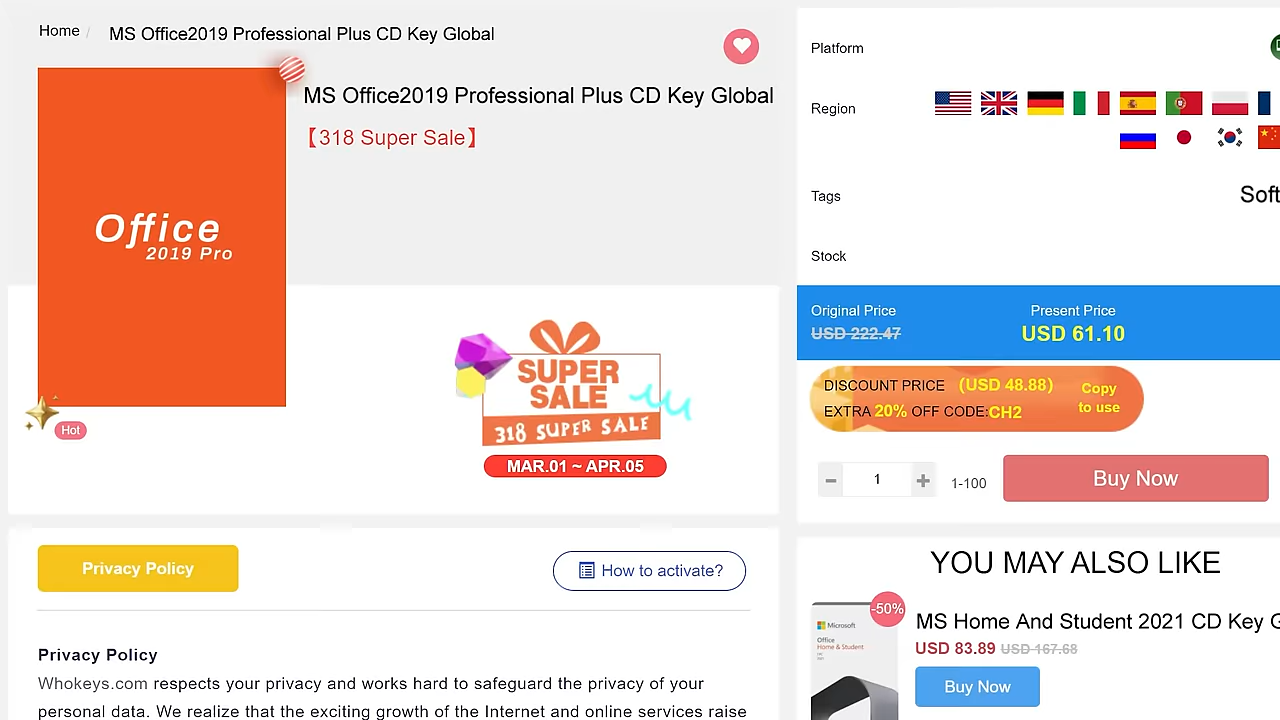 Home / MS Office2019 Professional Plus CD Key Global
MS Office2019 Professional Plus CD Key Global
【318 Super Sale】
Office
2019 Pro
Hot
SUPER
SALE
318 SUPER SALE
MAR.01 ~ APR.05
Privacy Policy
How to activate?
Privacy Policy
Whokeys.com respects your privacy and works hard to safeguard the privacy of your
personal data. We realize that the exciting growth of the Internet and online services raise
Platform
Region
Tags
Soft
Stock
Original Price
Present Price
USD 222.47
USD 61.10
DISCOUNT PRICE (USD 48.88)
EXTRA 20% OFF CODE:CH2
Copy
to use
- 1 + 1-100
Buy Now
YOU MAY ALSO LIKE
-50%
Microsoft
Office
Home & Student
MS Home And Student 2021 CD Key G
USD 83.89 USD 167.68
Buy Now